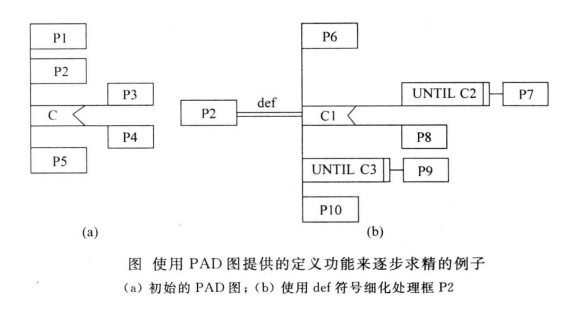 P1
P2
P3
C
P4
P5
(a)
P6
UNTIL C2
P7
def
P2
C1
P8
UNTIL C3
P9
P10
(b)
图 使用 PAD 图提供的定义功能来逐步求精的例子
(a) 初始的 PAD 图; (b) 使用 def 符号细化处理框 P2